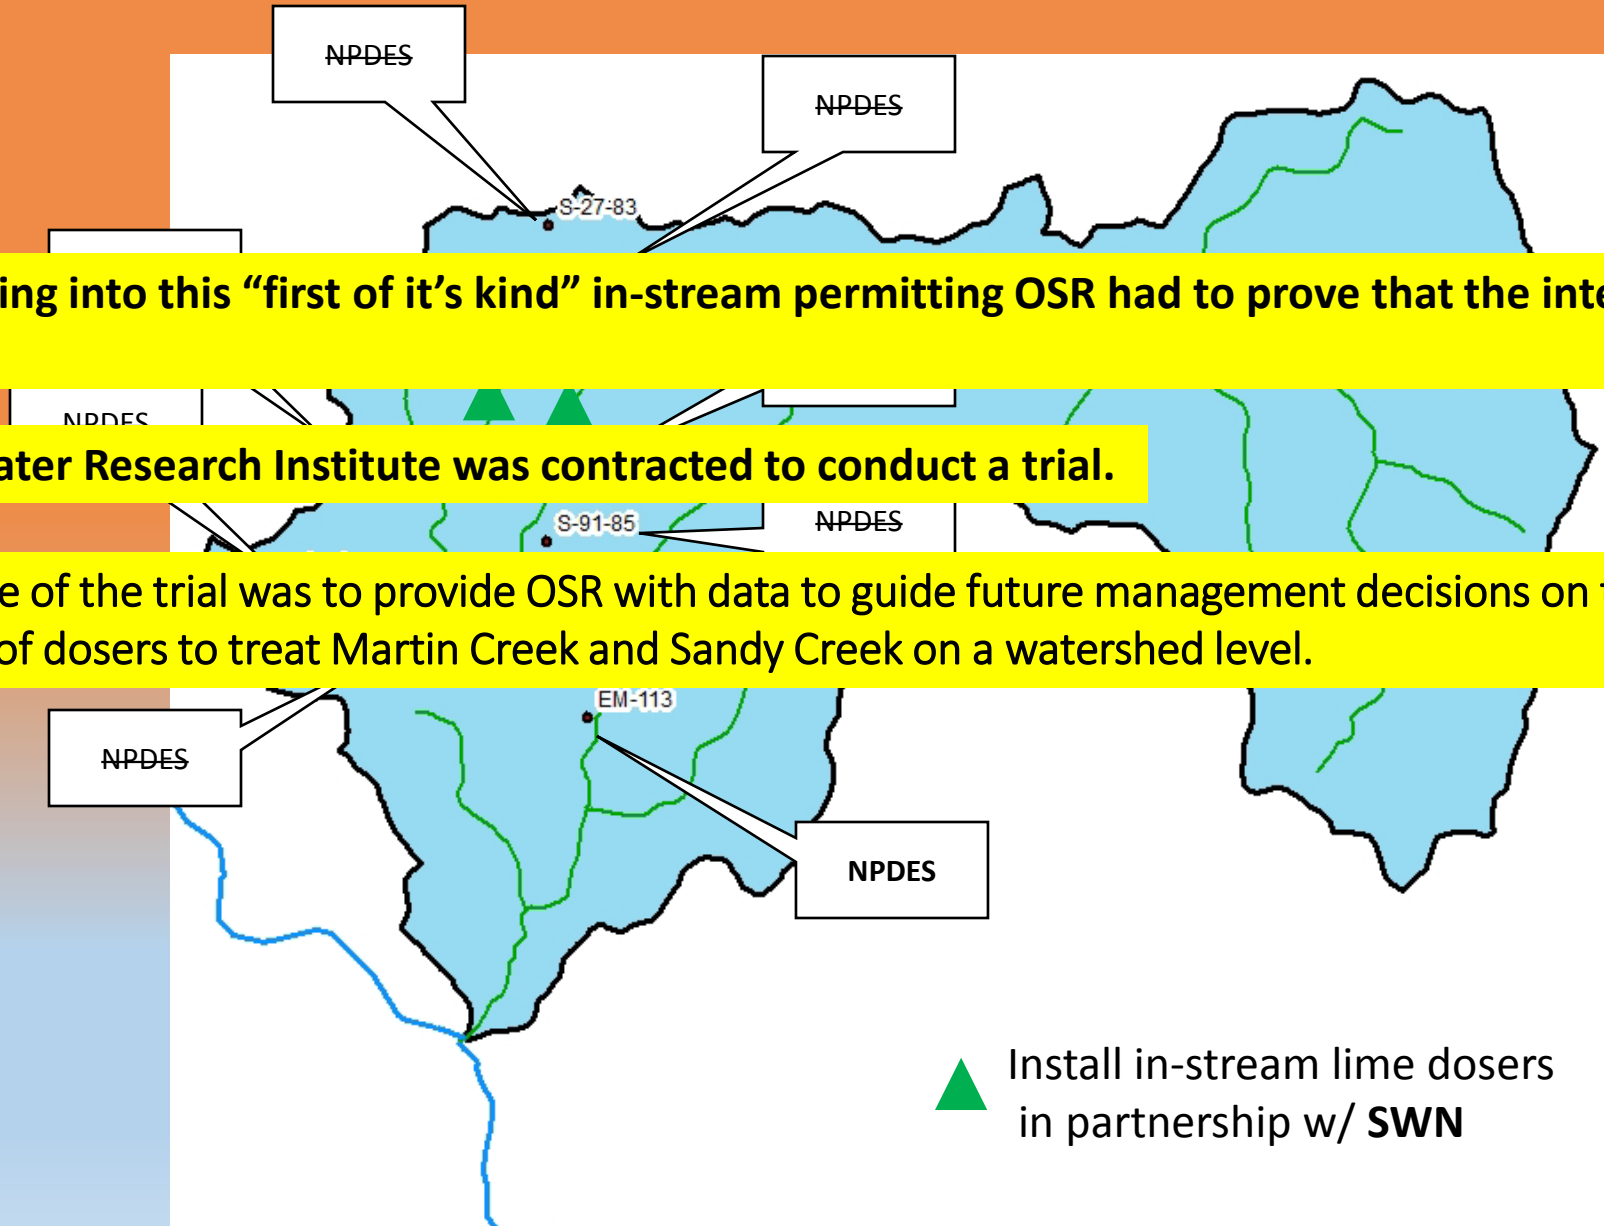 NPDES
NPDES
S-27-83
ing into this “first of it’s kind” in-stream permitting OSR had to prove that the inte
NPDES
ater Research Institute was contracted to conduct a trial.
S-91-85
NPDES
e of the trial was to provide OSR with data to guide future management decisions on t
of dosers to treat Martin Creek and Sandy Creek on a watershed level.
EM-113
NPDES
NPDES
Install in-stream lime dosers
in partnership w/ SWN